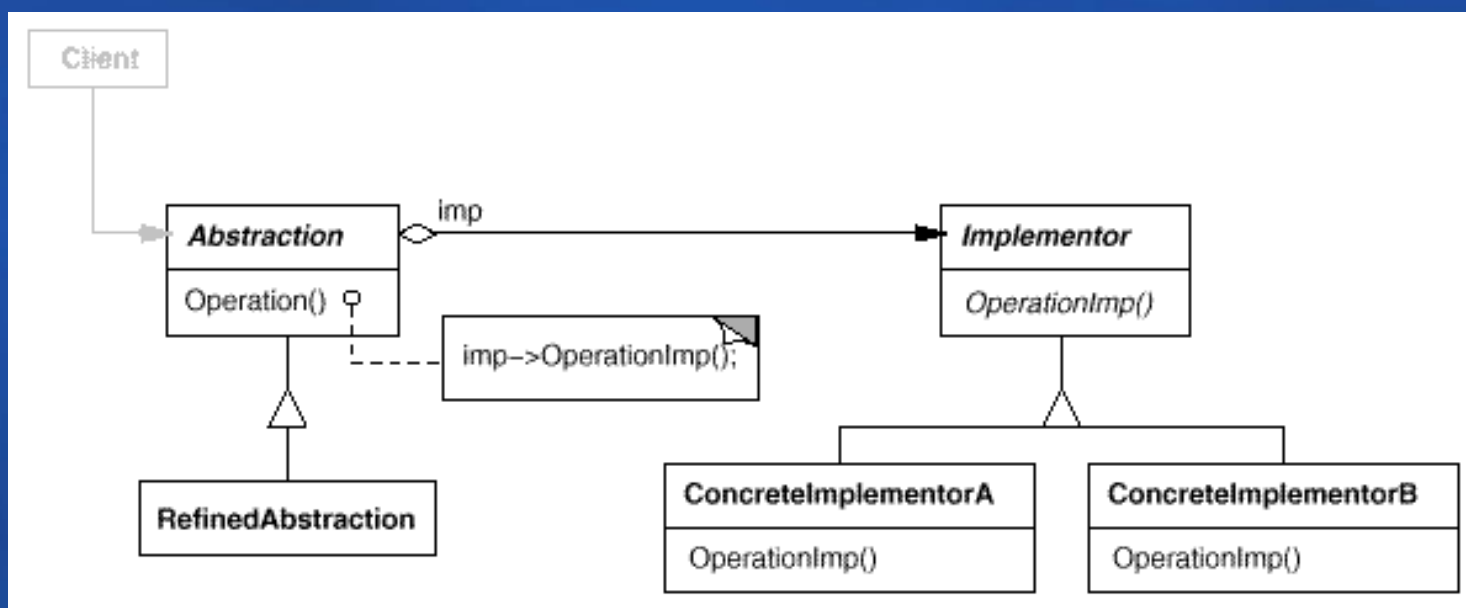 Client
imp
Abstraction
Implementor
Operation()
OperationImp()
imp->OperationImp();
RefinedAbstraction
ConcreteImplementorA
ConcreteImplementorB
OperationImp()
OperationImp()